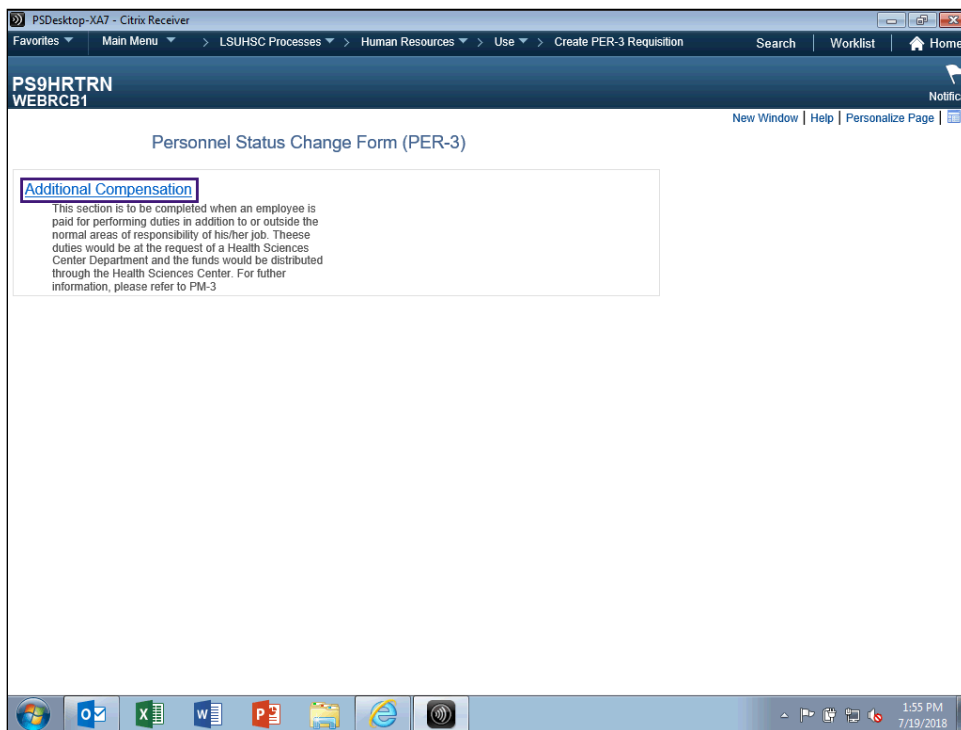 PSDesktop-XA7 - Citrix Receiver
Favorites Main Menu > LSUHSC Processes > Human Resources > Use > Create PER-3 Requisition Search Worklist Home
PS9HRTRN
WEBRCB1
Notific
New Window | Help | Personalize Page |
Personnel Status Change Form (PER-3)
Additional Compensation
This section is to be completed when an employee is
paid for performing duties in addition to or outside the
normal areas of responsibility of his/her job. Theese
duties would be at the request of a Health Sciences
Center Department and the funds would be distributed
through the Health Sciences Center. For futher
information, please refer to PM-3
1:55 PM
7/19/2018